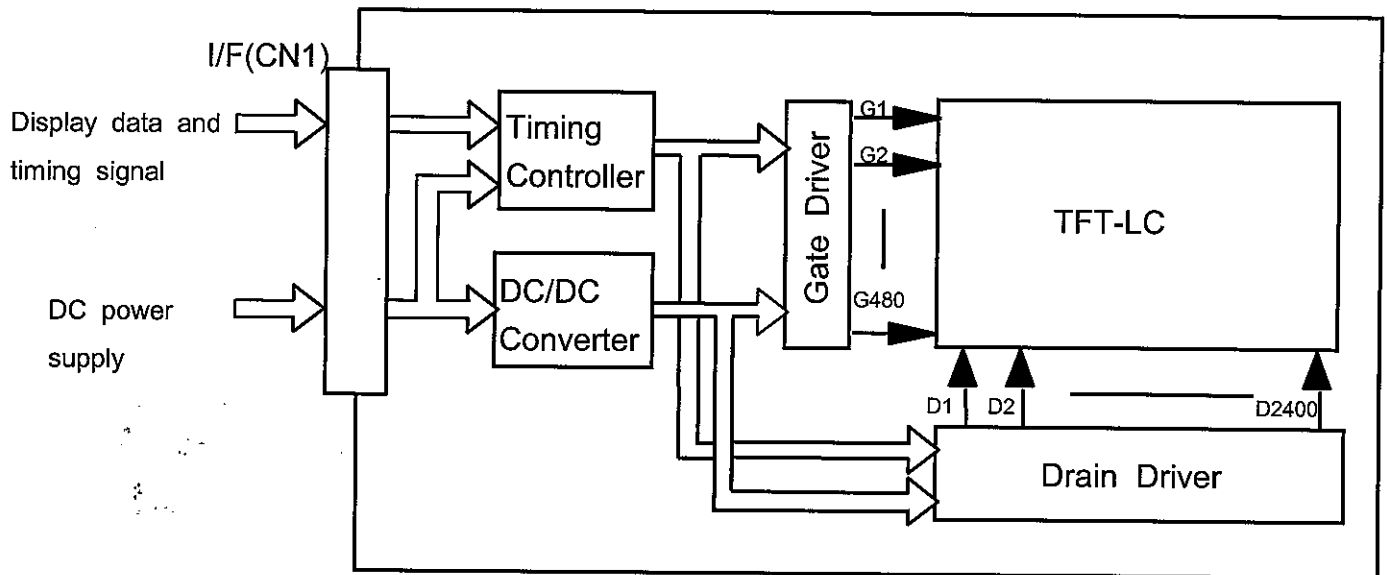 I/F(CN1)
Display data and
timing signal
DC power
supply
Timing
Controller
DC/DC
Converter
Gate Driver
G1
G2
G480
TFT-LC
D1
D2
D2400
Drain Driver